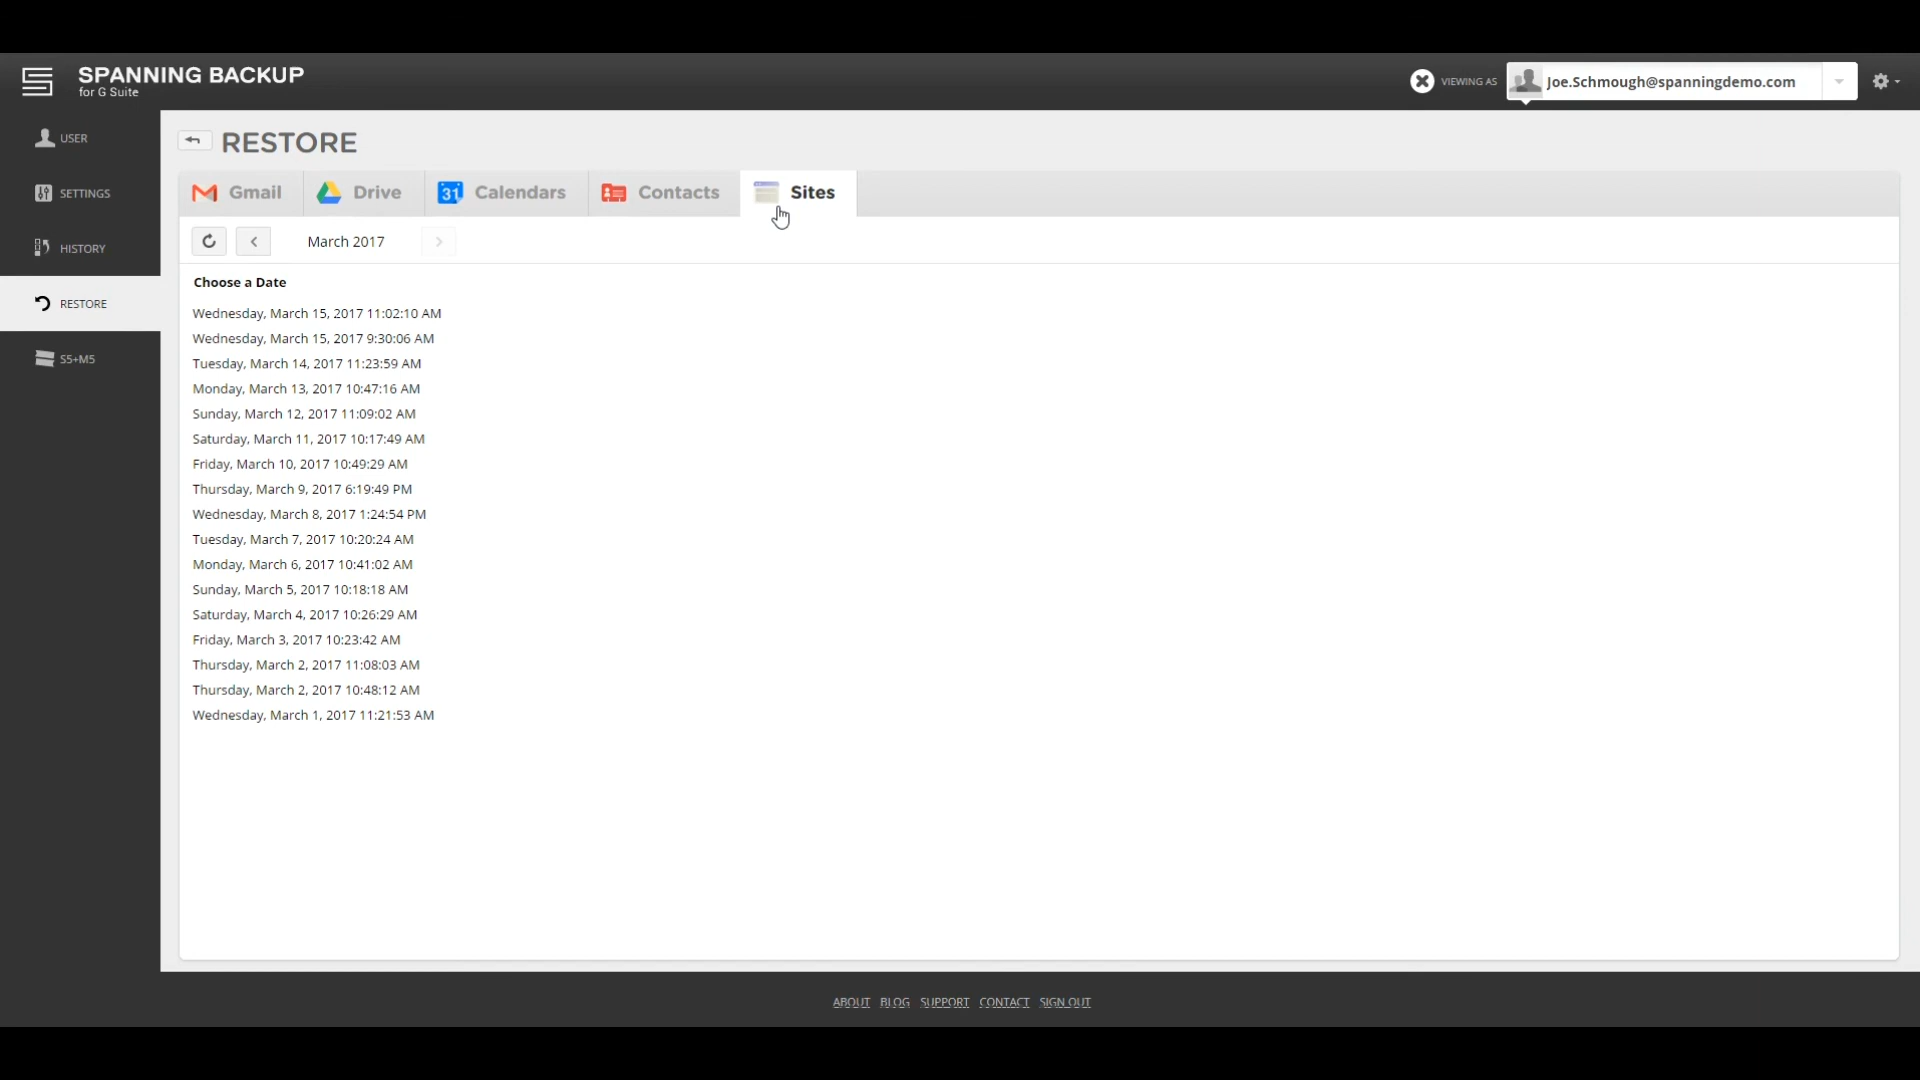 SPANNING BACKUP
for G Suite
VIEWING AS
Joe.Schmough@spanningdemo.com
USER
SETTINGS
HISTORY
RESTORE
S5+M5
RESTORE
Gmail
Drive
31
Calendars
Contacts
Sites
March 2017
Choose a Date
Wednesday, March 15, 2017 11:02:10 AM
Wednesday, March 15, 2017 9:30:06 AM
Tuesday, March 14, 2017 11:23:59 AM
Monday, March 13, 2017 10:47:16 AM
Sunday, March 12, 2017 11:09:02 AM
Saturday, March 11, 2017 10:17:49 AM
Friday, March 10, 2017 10:49:29 AM
Thursday, March 9, 2017 6:19:49 PM
Wednesday, March 8, 2017 1:24:54 PM
Tuesday, March 7, 2017 10:20:24 AM
Monday, March 6, 2017 10:41:02 AM
Sunday, March 5, 2017 10:18:18 AM
Saturday, March 4, 2017 10:26:29 AM
Friday, March 3, 2017 10:23:42 AM
Thursday, March 2, 2017 11:08:03 AM
Thursday, March 2, 2017 10:48:12 AM
Wednesday, March 1, 2017 11:21:53 AM
ABOUT BLOG SUPPORT CONTACT SIGN OUT